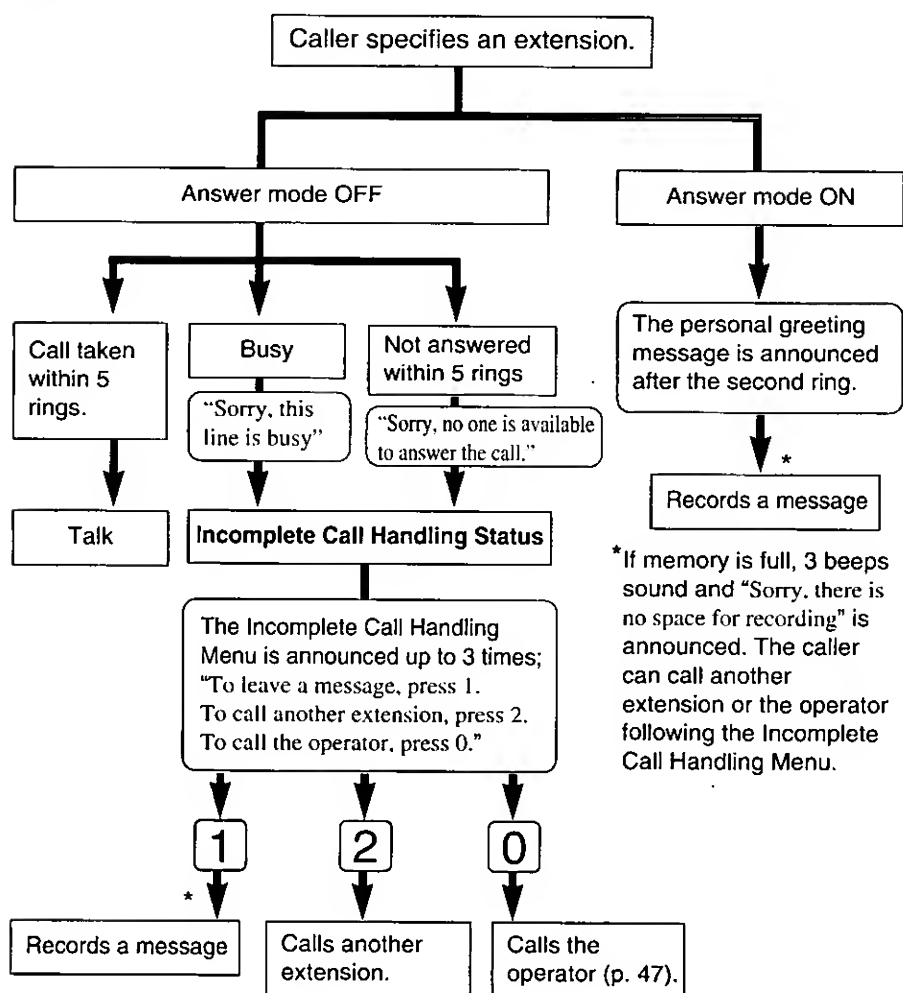 Caller specifies an extension.
Answer mode OFF
Answer mode ON
Call taken
within 5
rings.
Busy
Not answered
within 5 rings
The personal greeting
message is announced
after the second ring.
“Sorry, this
line is busy”
“Sorry, no one is available
to answer the call.”
*
Talk
Incomplete Call Handling Status
Records a message
*If memory is full, 3 beeps
sound and “Sorry, there is
no space for recording” is
announced. The caller
can call another
extension or the operator
following the Incomplete
Call Handling Menu.
The Incomplete Call Handling
Menu is announced up to 3 times;
“To leave a message, press 1.
To call another extension, press 2.
To call the operator, press 0.”
1
2
0
*
Records a message
Calls another
extension.
Calls the
operator (p. 47).